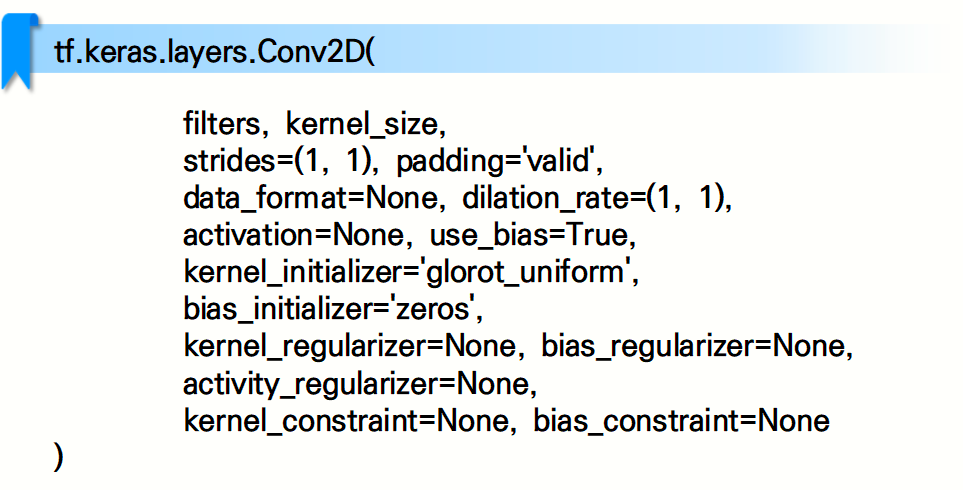 tf.keras.layers.Conv2D(
filters, kernel_size,
strides=(1, 1), padding='valid',
data_format=None, dilation_rate=(1, 1),
activation=None, use_bias=True,
kernel_initializer='glorot_uniform',
bias_initializer='zeros',
kernel_regularizer=None, bias_regularizer=None,
activity_regularizer=None,
kernel_constraint=None, bias_constraint=None
)